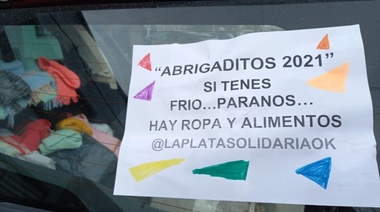 "ABRIGADITOS 2021"
SI TENES
FRIO...PARANOS...
HAY ROPA Y ALIMENTOS
@LAPLATASOLIDARIAOK